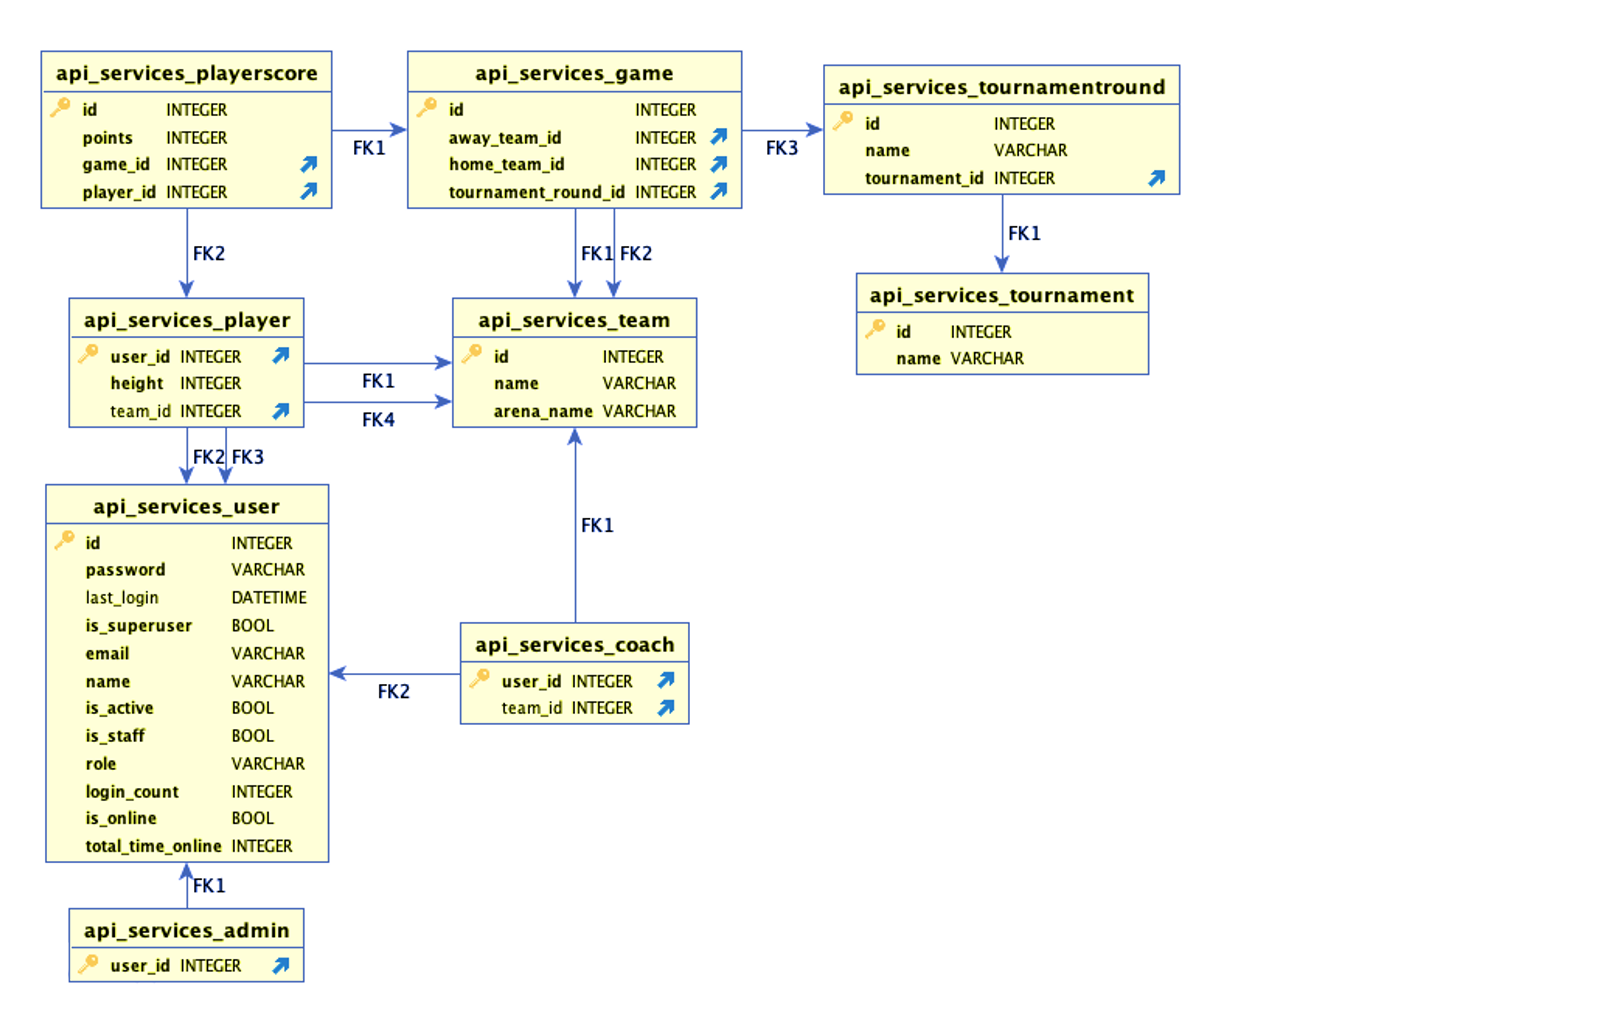 api_services_playerscore
id INTEGER
points INTEGER
game_id INTEGER
player_id INTEGER
FK1
api_services_game
id INTEGER
away_team_id INTEGER
home_team_id INTEGER
tournament_round_id INTEGER
FK3
api_services_tournamentround
id INTEGER
name VARCHAR
tournament_id INTEGER
FK2
FK1 FK2
FK1
api_services_player
user_id INTEGER
height INTEGER
team_id INTEGER
FK1
FK4
api_services_team
id INTEGER
name VARCHAR
arena_name VARCHAR
api_services_tournament
id INTEGER
name VARCHAR
FK2 FK3
FK1
api_services_user
id INTEGER
password VARCHAR
last_login DATETIME
is_superuser BOOL
email VARCHAR
name VARCHAR
is_active BOOL
is_staff BOOL
role VARCHAR
login_count INTEGER
is_online BOOL
total_time_online INTEGER
FK2
api_services_coach
user_id INTEGER
team_id INTEGER
FK1
api_services_admin
user_id INTEGER